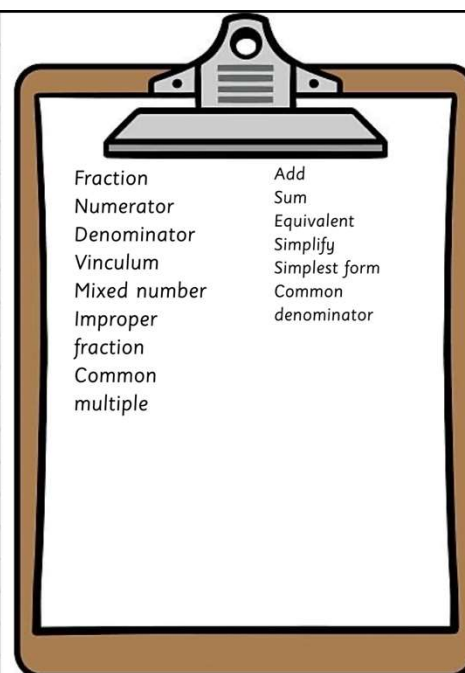 Fraction
Numerator
Denominator
Vinculum
Mixed number
Improper
fraction
Common
multiple
Add
Sum
Equivalent
Simplify
Simplest form
Common
denominator